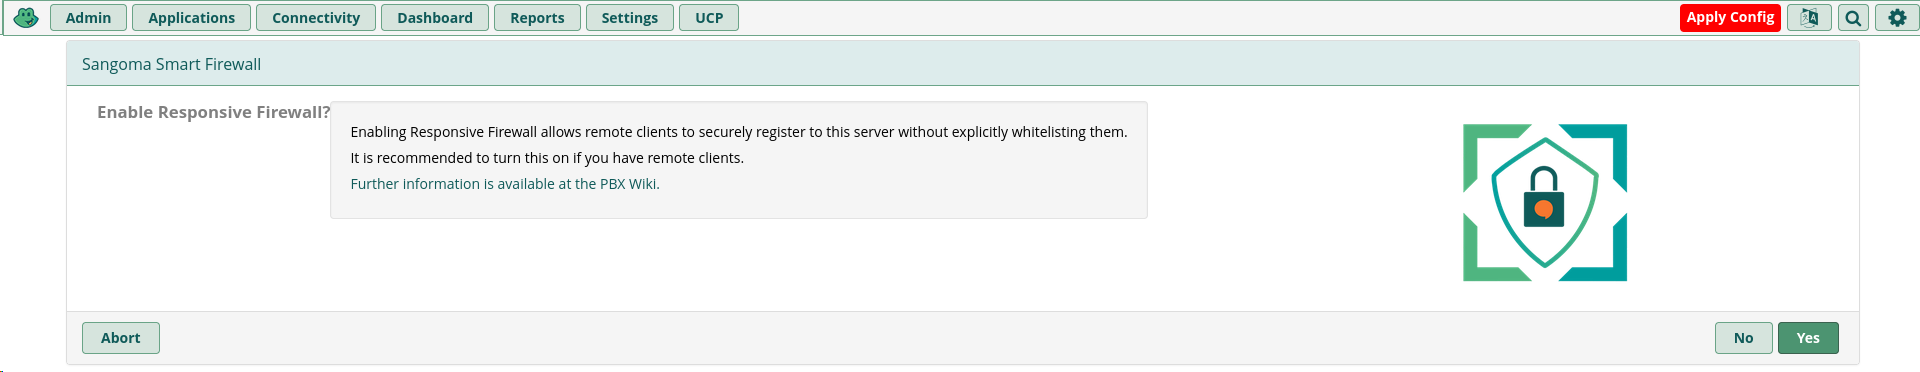 Admin Applications Connectivity Dashboard Reports Settings UCP Apply Config
Sangoma Smart Firewall
Enable Responsive Firewall?
Enabling Responsive Firewall allows remote clients to securely register to this server without explicitly whitelisting them.
It is recommended to turn this on if you have remote clients.
Further information is available at the PBX Wiki.
Abort No Yes